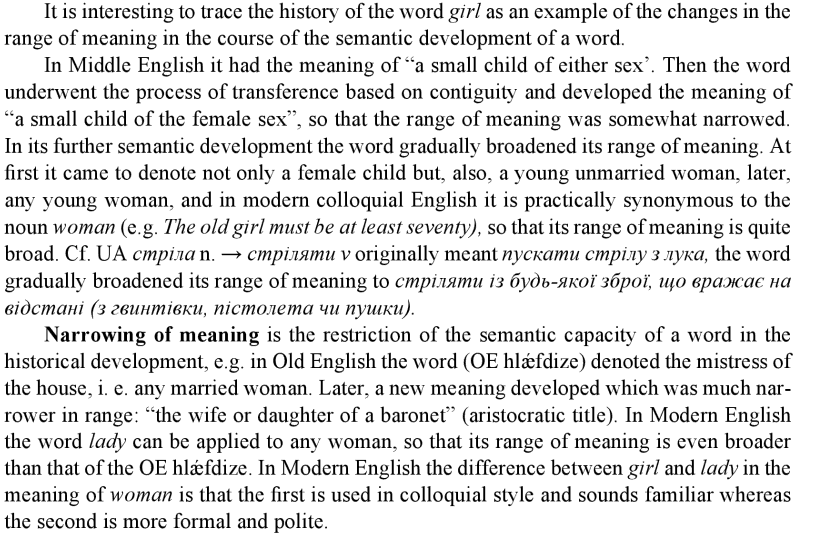 It is interesting to trace the history of the word girl as an example of the changes in the
range of meaning in the course of the semantic development of a word.
In Middle English it had the meaning of “a small child of either sex’. Then the word
underwent the process of transference based on contiguity and developed the meaning of
“a small child of the female sex”, so that the range of meaning was somewhat narrowed.
In its further semantic development the word gradually broadened its range of meaning. At
first it came to denote not only a female child but, also, a young unmarried woman, later,
any young woman, and in modern colloquial English it is practically synonymous to the
noun woman (e.g. The old girl must be at least seventy), so that its range of meaning is quite
broad. Cf. UA стріла n. → стріляти v originally meant пускати стрілу з лука, the word
gradually broadened its range of meaning to стріляти із будь-якої зброї, що вражає на
відстані (з гвинтівки, пістолета чи пушки).
Narrowing of meaning is the restriction of the semantic capacity of a word in the
historical development, e.g. in Old English the word (OE hlǽfdize) denoted the mistress of
the house, i. e. any married woman. Later, a new meaning developed which was much nar-
rower in range: “the wife or daughter of a baronet” (aristocratic title). In Modern English
the word lady can be applied to any woman, so that its range of meaning is even broader
than that of the OE hlǽfdize. In Modern English the difference between girl and lady in the
meaning of woman is that the first is used in colloquial style and sounds familiar whereas
the second is more formal and polite.